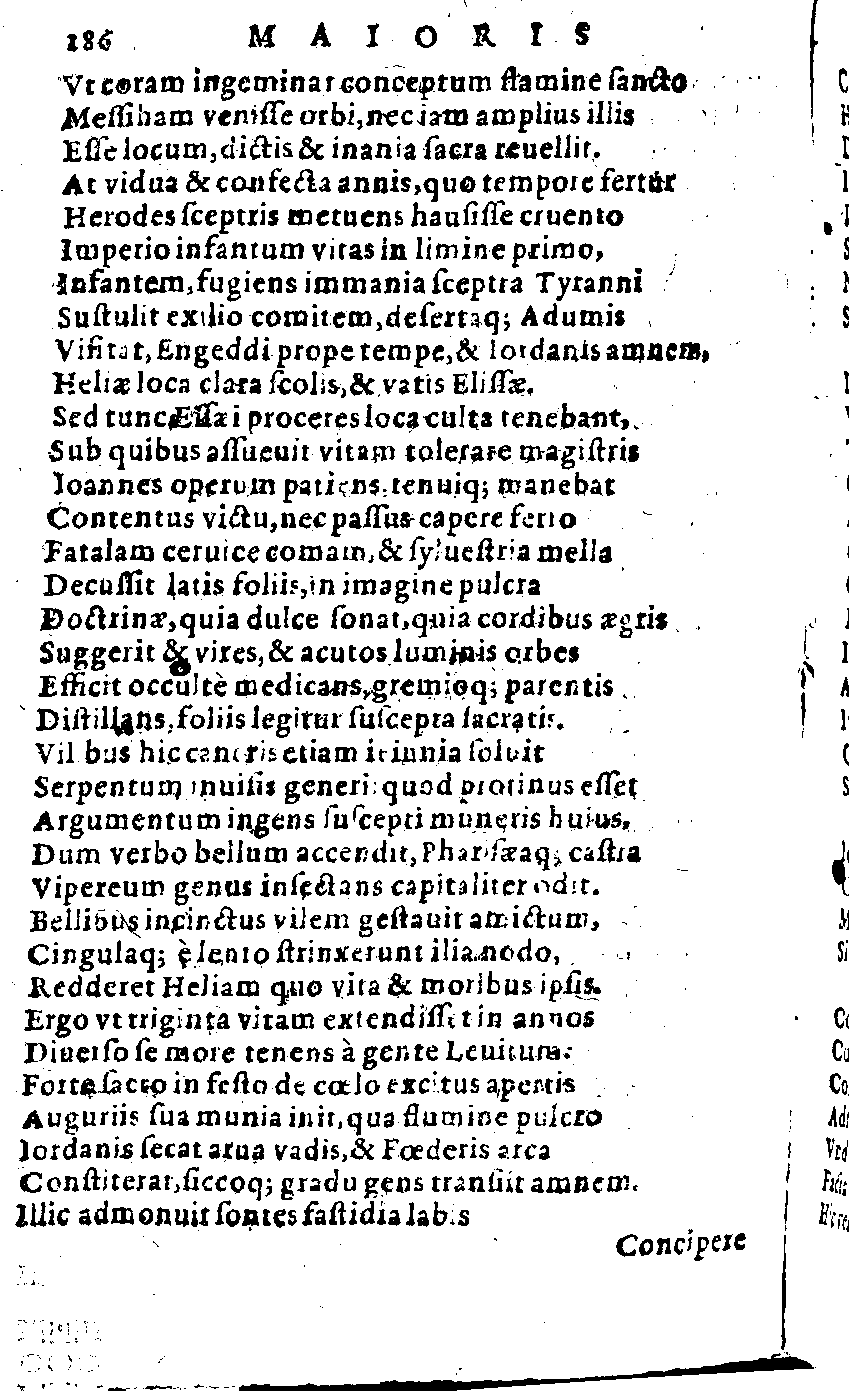 186 MAIORIS
Vt coram ingeminat conceptum flamine ſancto
Meſſiham veniſſe orbi, nec iam amplius illis
Eſſe locum, dictis & inania ſacra reuellit.
At vidua & confecta annis, quo tempore fertur
Herodes ſceptris metuens hauſiſſe cruento
Imperio infantum vitas in limine primo,
Infantem, fugiens immania ſceptra Tyranni
Suſtulit exilio comitem, deſertaq; Adumis
Viſitat, Engeddi prope tempe, & Iordanis amnem,
Heliæ loca clara ſcolis, & vatis Eliſſæ.
Sed tunc Eſſæi proceres loca culta tenebant,
Sub quibus aſſueuit vitam tolerare magiſtris
Ioannes operum patiens, tenuiq; manebat
Contentus victu, nec paſſus capere ferro
Fatalam ceruice comam, & ſylueſtria mella
Decuſſit latis foliis, in imagine pulcra
Doctrinæ, quia dulce ſonat, quia cordibus ægris
Suggerit & vires, & acutos luminis orbes
Efficit occultè medicans, gremioq; parentis
Diſtillans, foliis legitur ſuſcepta ſacratis.
Vilibus hic cancris etiam ieiunia ſoluit
Serpentum inuiſis generi: quod protinus eſſet
Argumentum ingens ſuſcepti muneris huius,
Dum verbo bellum accendit, Phariſæaq; caſtra
Vipereum genus inſectans capitaliter odit.
Bellibus incinctus vilem geſtauit amictum,
Cingulaq; è lento ſtrinxerunt ilia nodo,
Redderet Heliam quo vita & moribus ipſis.
Ergo vt triginta vitam extendiſſet in annos
Diuerſo ſe more tenens à gente Leuitum:
Forte ſacro in feſto de cœlo excitus apertis
Auguriis ſua munia init, qua flumine pulcro
Iordanis ſecat arua vadis, & Fœderis arca
Conſtiterat, ſiccoq; gradu gens tranſiit amnem.
Illic admonuit ſontes faſtidia labis
Concipere